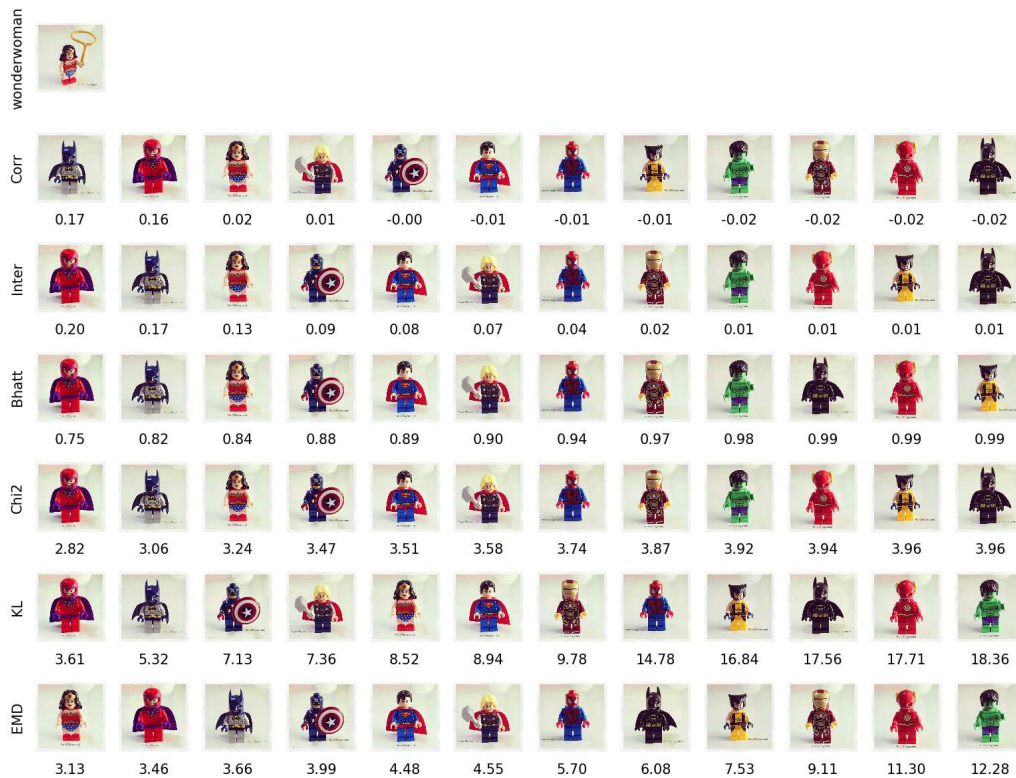 wonderwoman
Corr
0.17 0.16 0.02 0.01 -0.00 -0.01 -0.01 -0.01 -0.02 -0.02 -0.02 -0.02
Inter
0.20 0.17 0.13 0.09 0.08 0.07 0.04 0.02 0.01 0.01 0.01 0.01
Bhatt
0.75 0.82 0.84 0.88 0.89 0.90 0.94 0.97 0.98 0.99 0.99 0.99
Chi2
2.82 3.06 3.24 3.47 3.51 3.58 3.74 3.87 3.92 3.94 3.96 3.96
KL
3.61 5.32 7.13 7.36 8.52 8.94 9.78 14.78 16.84 17.56 17.71 18.36
EMD
3.13 3.46 3.66 3.99 4.48 4.55 5.70 6.08 7.53 9.11 11.30 12.28